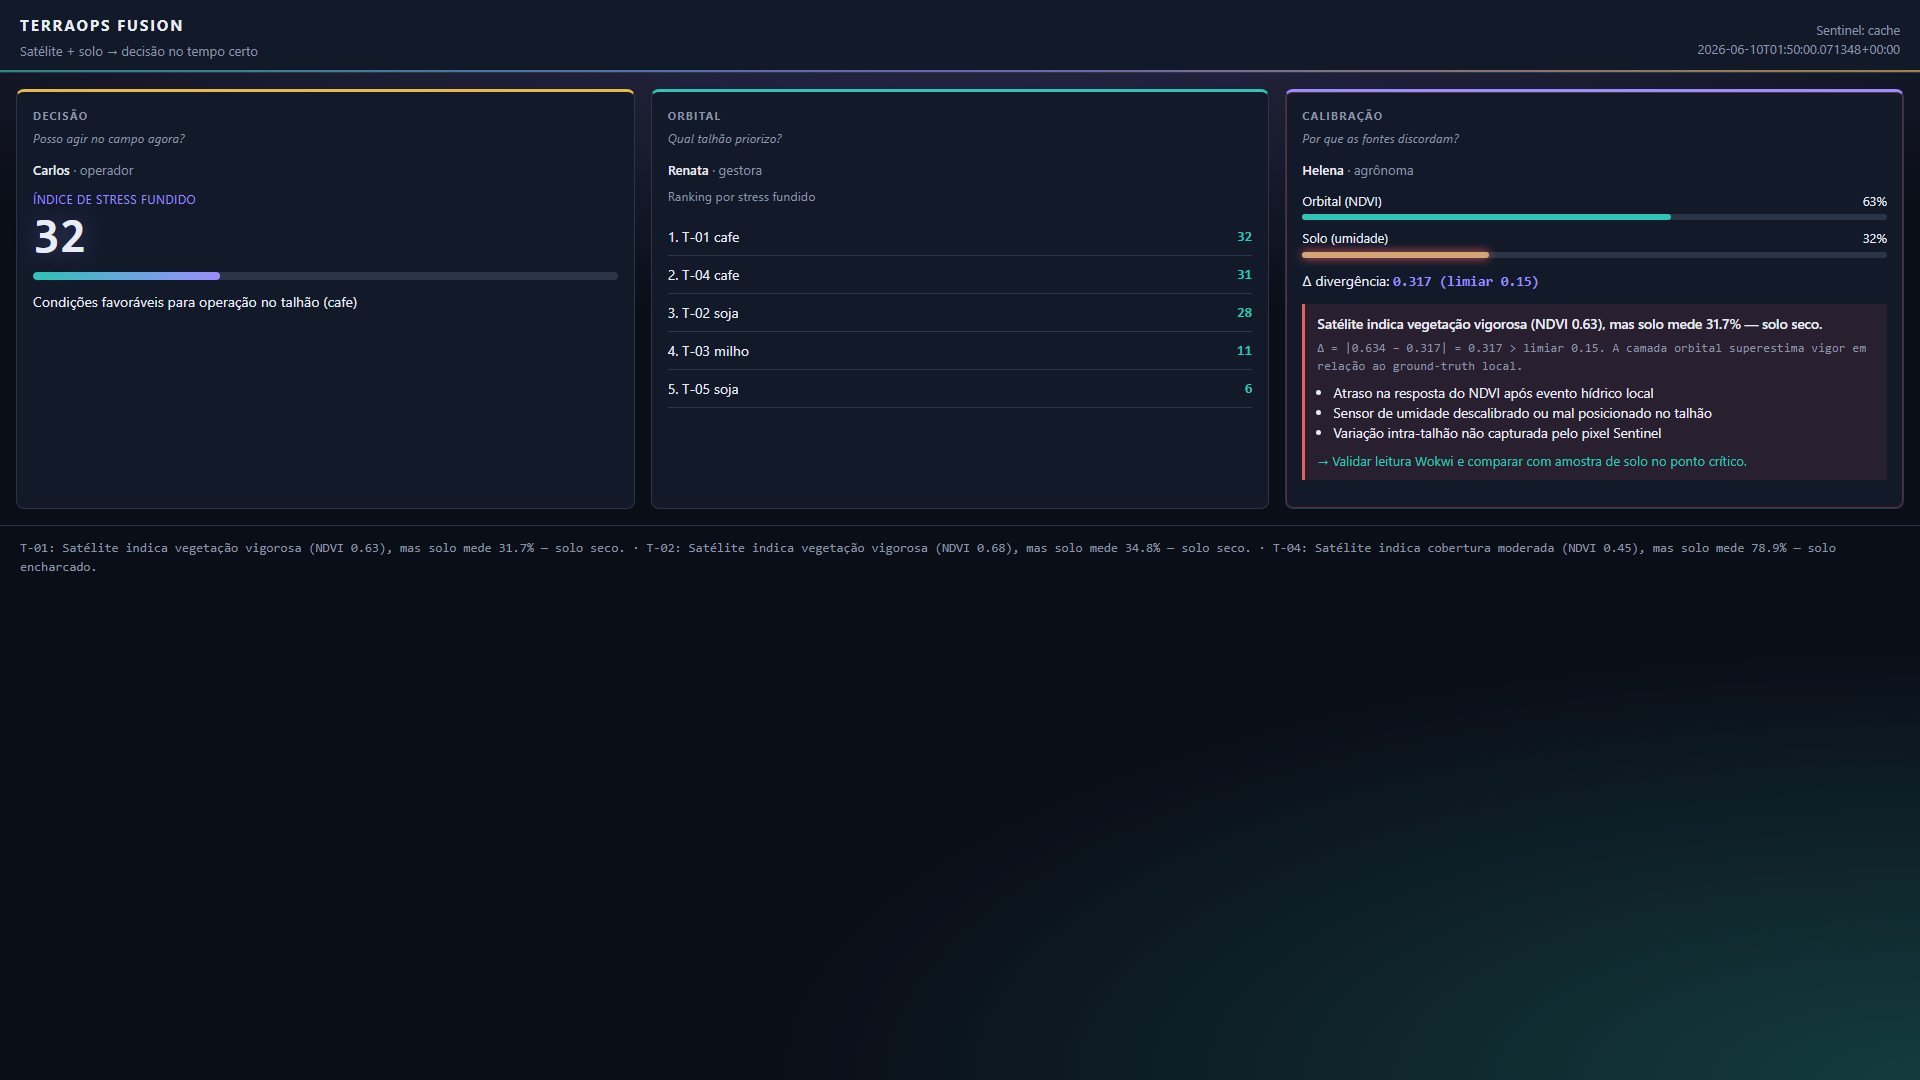 TERRAOPS FUSION
Satélite + solo → decisão no tempo certo
Sentinel: cache
2026-06-10T01:50:00.071348+00:00
DECISÃO
Posso agir no campo agora?
Carlos · operador
ÍNDICE DE STRESS FUNDIDO
32
Condições favoráveis para operação no talhão (cafe)
ORBITAL
Qual talhão priorizo?
Renata · gestora
Ranking por stress fundido
1. T-01 cafe 32
2. T-04 cafe 31
3. T-02 soja 28
4. T-03 milho 11
5. T-05 soja 6
CALIBRAÇÃO
Por que as fontes discordam?
Helena · agrônoma
Orbital (NDVI) 63%
Solo (umidade) 32%
Δ divergência: 0.317 (limiar 0.15)
Satélite indica vegetação vigorosa (NDVI 0.63), mas solo mede 31.7% — solo seco.
Δ = |0.634 − 0.317| = 0.317 > limiar 0.15. A camada orbital superestima vigor em
relação ao ground-truth local.
• Atraso na resposta do NDVI após evento hídrico local
• Sensor de umidade descalibrado ou mal posicionado no talhão
• Variação intra-talhão não capturada pelo pixel Sentinel
→ Validar leitura Wokwi e comparar com amostra de solo no ponto crítico.
T-01: Satélite indica vegetação vigorosa (NDVI 0.63), mas solo mede 31.7% — solo seco. · T-02: Satélite indica vegetação vigorosa (NDVI 0.68), mas solo mede 34.8% — solo seco. · T-04: Satélite indica cobertura moderada (NDVI 0.45), mas solo mede 78.9% — solo
encharcado.